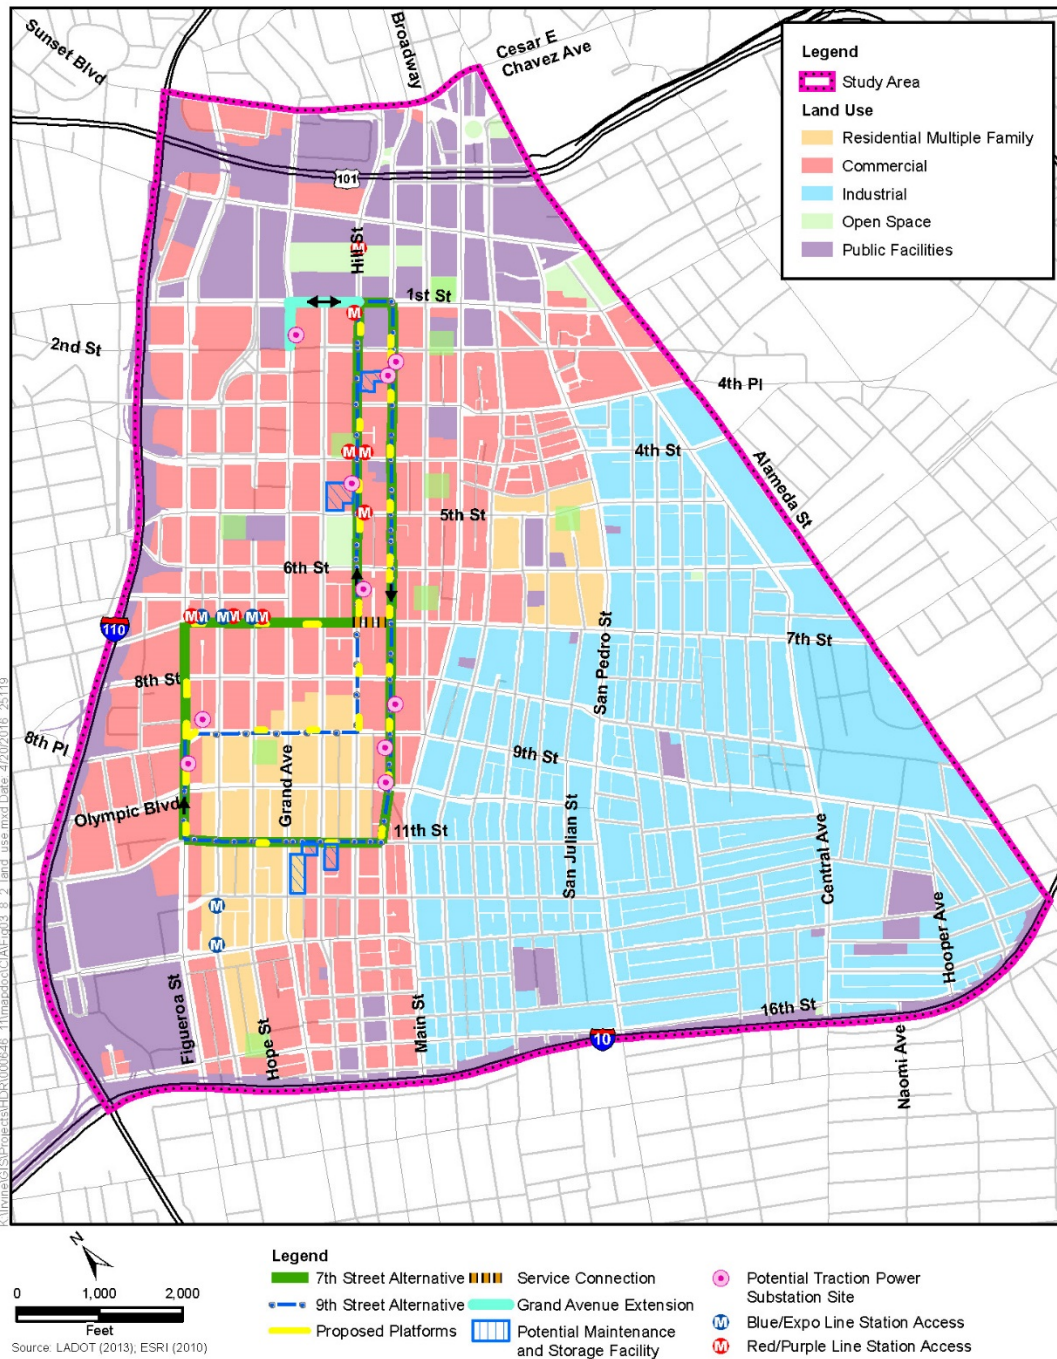 Sunset Blvd
Broadway
Cesar E
Chavez Ave
Legend
Study Area
Land Use
Residential Multiple Family
Commercial
Industrial
Open Space
Public Facilities
101
Hill St
M
1st St
M
2nd St
4th Pl
M M
4th St
Alameda St
M
5th St
6th St
M M M M M M
110
7th St
San Pedro St
8th St
8th Pl
9th St
Grand Ave
Olympic Blvd
11th St
San Julian St
Central Ave
M
M
Hooper Ave
Figueroa St
Hope St
Main St
16th St
10
Naomi Ave
N
0 1,000 2,000
Feet
Source: LADOT (2013); ESRI (2010)
Legend
7th Street Alternative
9th Street Alternative
Proposed Platforms
Service Connection
Grand Avenue Extension
Potential Maintenance
and Storage Facility
Potential Traction Power
Substation Site
M Blue/Expo Line Station Access
M Red/Purple Line Station Access